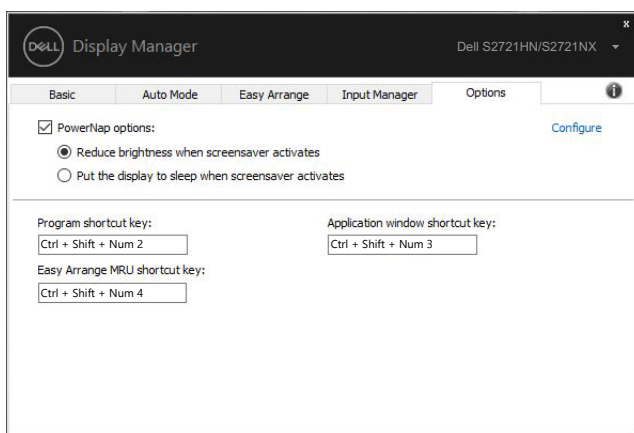 x
DELL Display Manager Dell S2721HN/S2721NX
Basic Auto Mode Easy Arrange Input Manager Options
PowerNap options: Configure
Reduce brightness when screensaver activates
Put the display to sleep when screensaver activates
Program shortcut key: Application window shortcut key:
Ctrl + Shift + Num 2 Ctrl + Shift + Num 3
Easy Arrange MRU shortcut key:
Ctrl + Shift + Num 4